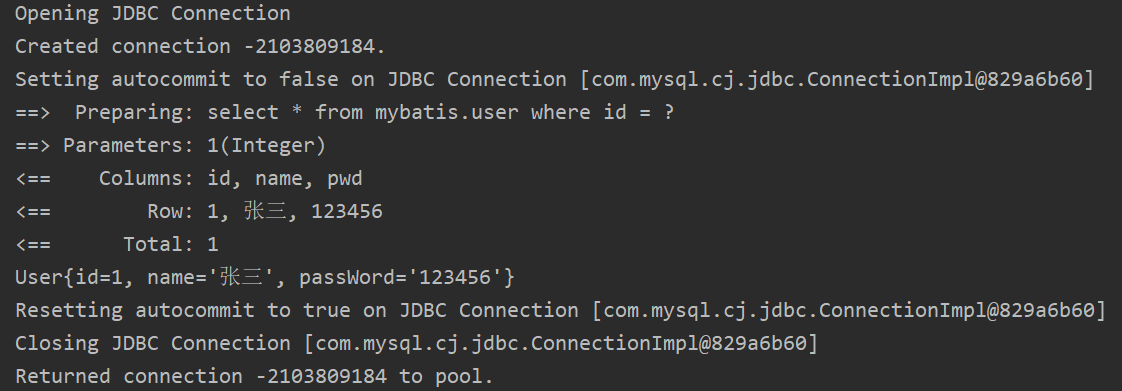 Opening JDBC Connection
Created connection -2103809184.
Setting autocommit to false on JDBC Connection [com.mysql.cj.jdbc.ConnectionImpl@829a6b60]
==>  Preparing: select * from mybatis.user where id = ?
==> Parameters: 1(Integer)
<==    Columns: id, name, pwd
<==        Row: 1, 张三, 123456
<==      Total: 1
User{id=1, name='张三', passWord='123456'}
Resetting autocommit to true on JDBC Connection [com.mysql.cj.jdbc.ConnectionImpl@829a6b60]
Closing JDBC Connection [com.mysql.cj.jdbc.ConnectionImpl@829a6b60]
Returned connection -2103809184 to pool.